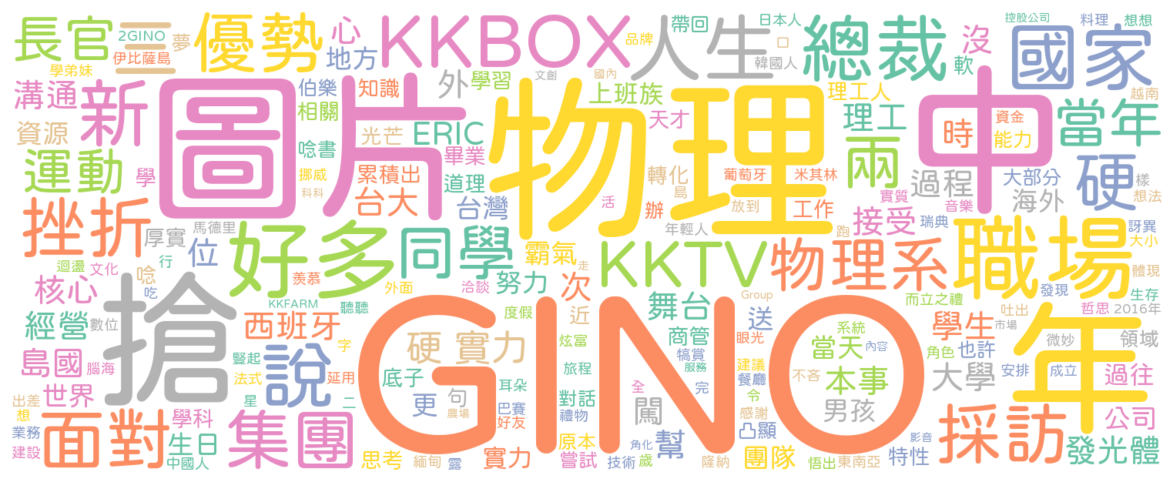 長官
2GINO
三
夢
伊比薩島
學弟妹
優勢
心
地方
KKBOX
品牌
帶回
人生
日本人
口
韓國人
總裁
沒
軟
控股公司
料理
想想
國家
越南
溝通
新
圖片
伯樂
知識
相關
外
學習
文創
國內
上班族
物理
理工人
理工
中
時
資金
能力
當年
資源
光芒
ERIC
唸書
畢業
天才
兩
運動
學
挪威
科科
累積出
台大
道理
台灣
轉化
島
葡萄牙
米其林
實質
過程
音樂
大部分
海外
硬
樣
想法
挫折
厚實
馬德里
位
好多
同學
霸氣
活
年輕人
辦
放到
跑
工作
接受
瑞典
職場
訝異
大小
迴盪
文化
行
唸
吃
羨慕
外面
洽談
走
努力
KKTV
次
近
物理系
體現
核心
搶
KKFARM
聽聽
度假
舞台
Group
送
而立之禮
發現
生存
哲思
2016年
經營
數位
西班牙
GINO
硬
實力
炫富
商管
眼光
系統
內容
當天
吐出
市場
學生
年
微妙
領域
島國
腦海
豎起
字
說
法式
延用
底子
旅程
犒賞
服務
建議
餐廳
角色
也許
安排
成立
過往
世界
星
二
更
句
農場
耳朵
巴賽
好友
對話
禮物
全
闖
完
令
不吝
本事
男孩
大學
出差
想
業務
建設
面對
學科
生日
中國人
集團
思考
緬甸
露
實力
原本
嘗試
角化
技術
歲
幫
隆納
感謝
凸顯
團隊
悟出
東南亞
特性
影音
採訪
公司
發光體